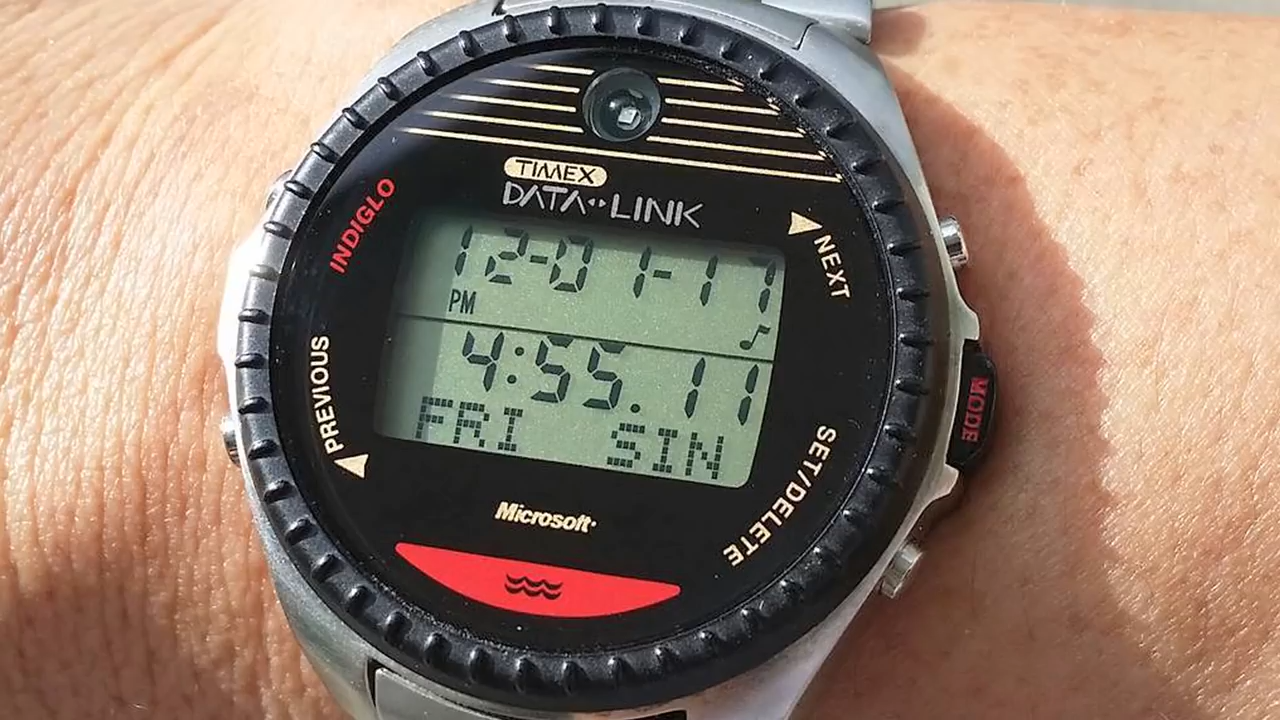 TIMEX
DATA LINK
INDIGLO
NEXT
12-01-17
PM
4:55.11
FRI SIN
PREVIOUS
MODE
SET/DELETE
Microsoft